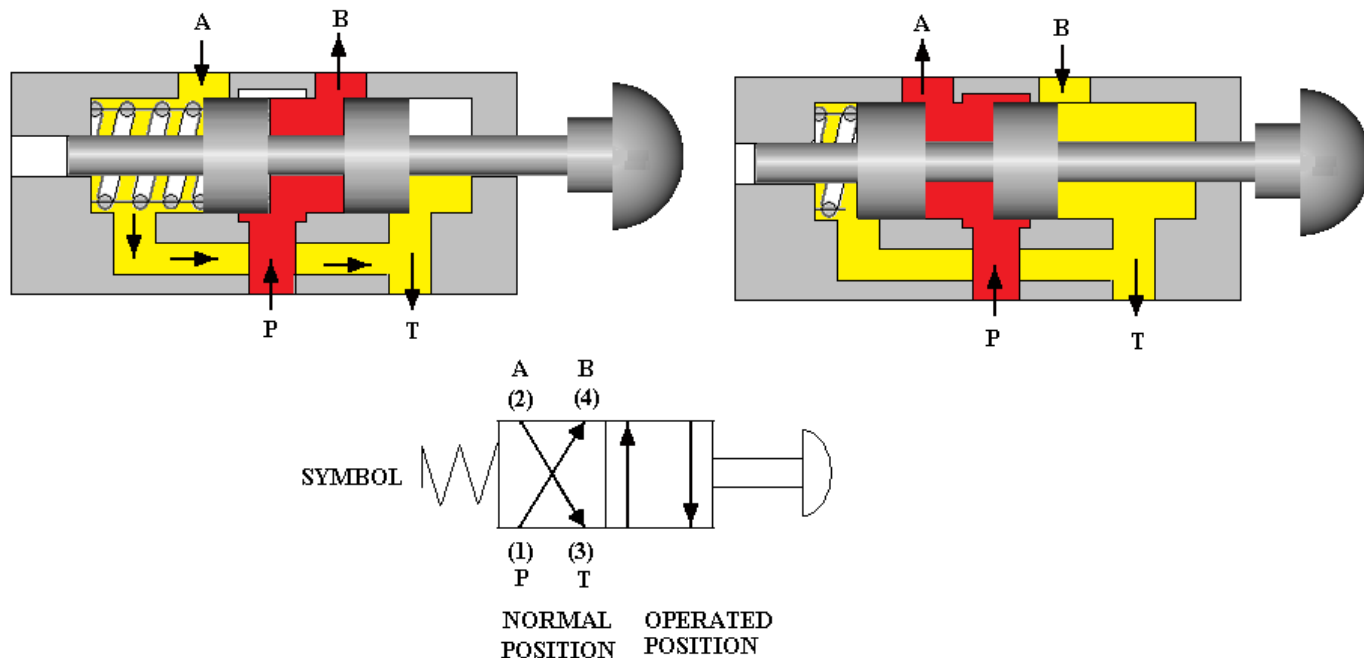 A B
A B
P T
P T
A B
(2) (4)
SYMBOL
(1) (3)
P T
NORMAL OPERATED
POSITION POSITION